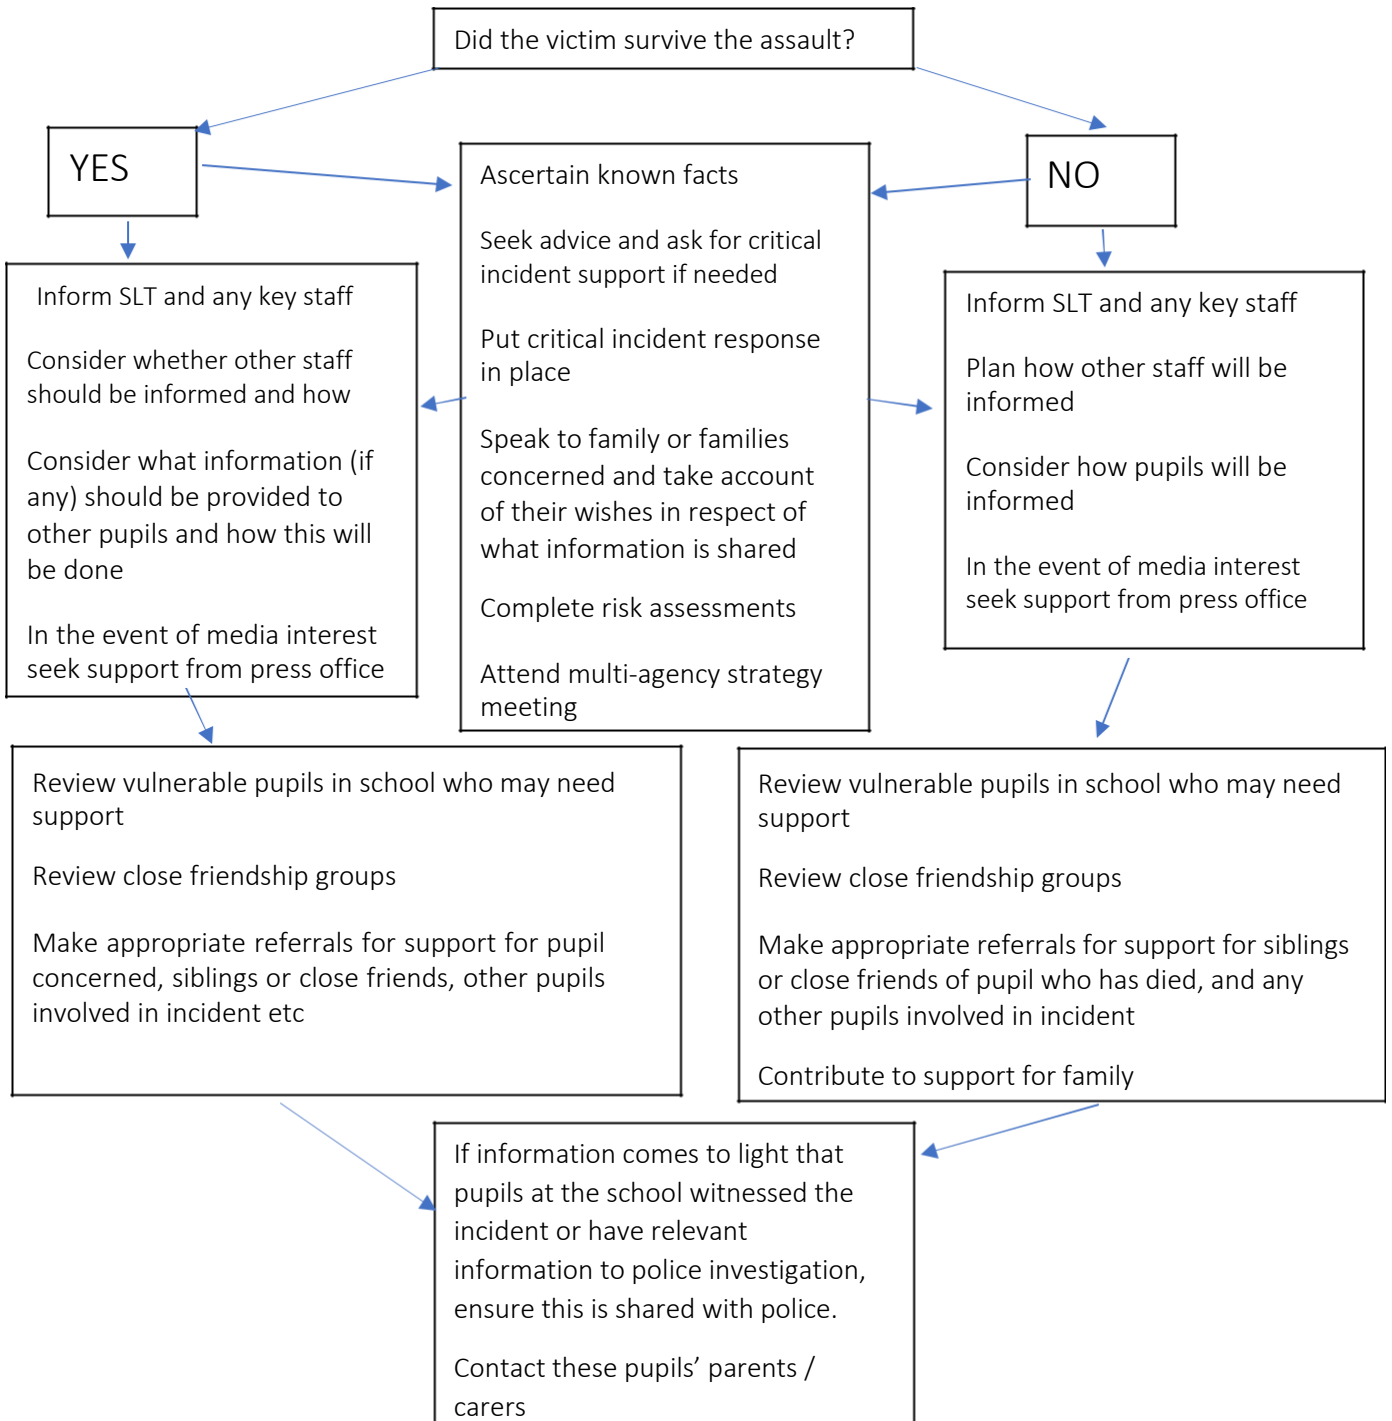 Did the victim survive the assault?
YES
NO
Ascertain known facts
Seek advice and ask for critical
incident support if needed
Put critical incident response
in place
Speak to family or families
concerned and take account
of their wishes in respect of
what information is shared
Complete risk assessments
Attend multi-agency strategy
meeting
Inform SLT and any key staff
Consider whether other staff
should be informed and how
Consider what information (if
any) should be provided to
other pupils and how this will
be done
In the event of media interest
seek support from press office
Inform SLT and any key staff
Plan how other staff will be
informed
Consider how pupils will be
informed
In the event of media interest
seek support from press office
Review vulnerable pupils in school who may need
support
Review close friendship groups
Make appropriate referrals for support for pupil
concerned, siblings or close friends, other pupils
involved in incident etc
Review vulnerable pupils in school who may need
support
Review close friendship groups
Make appropriate referrals for support for siblings
or close friends of pupil who has died, and any
other pupils involved in incident
Contribute to support for family
If information comes to light that
pupils at the school witnessed the
incident or have relevant
information to police investigation,
ensure this is shared with police.
Contact these pupils’ parents /
carers